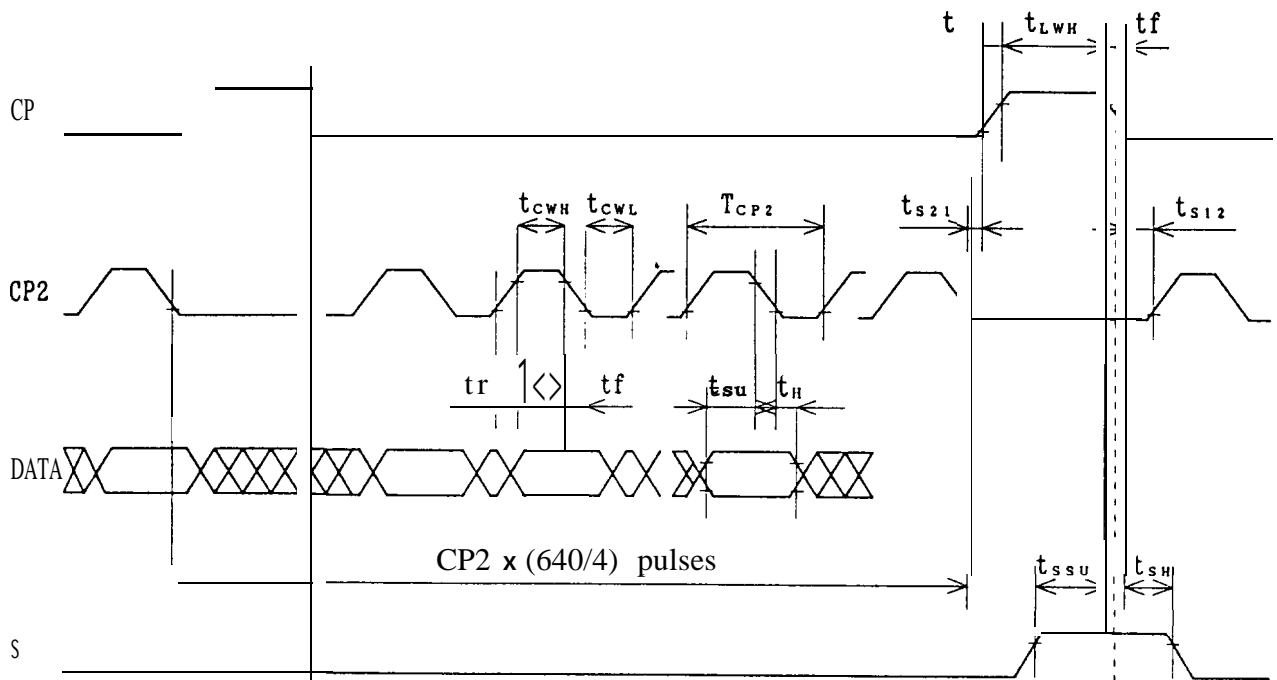 t tLWH tf
CP
tCWH tCWL TCP2 tS21 tS12
CP2
tr tf tsu tH
DATA
CP2 x (640/4) pulses
tSSU tSH
S